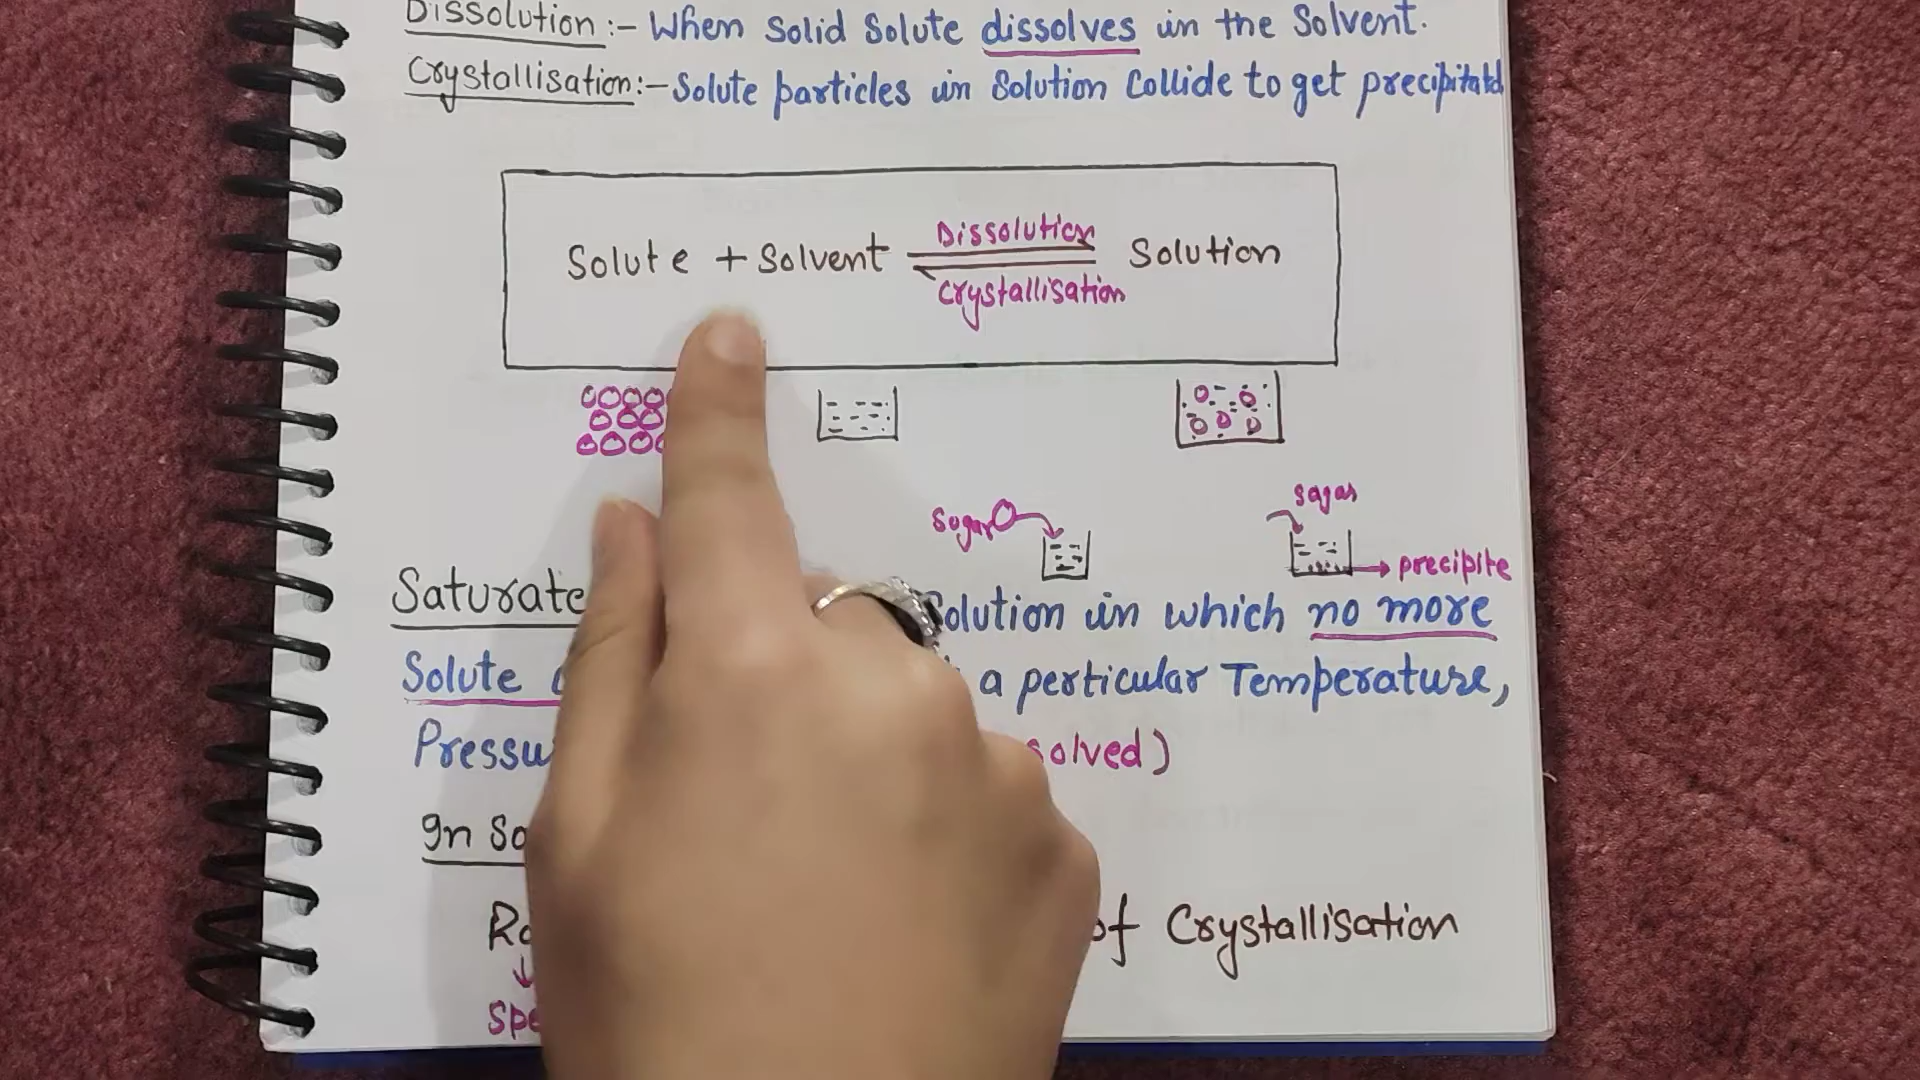 Dissolution :- When Solid Solute dissolves in the Solvent.
Crystallisation:- Solute particles in Solution Collide to get precipitatd
Dissolution
Solute + Solvent ⇌ Solution
Crystallisation
sagar
Sugar
precipite
Saturate Solution in which no more
Solute a perticular Temperature,
Pressu solved)
In So
of Crystallisation